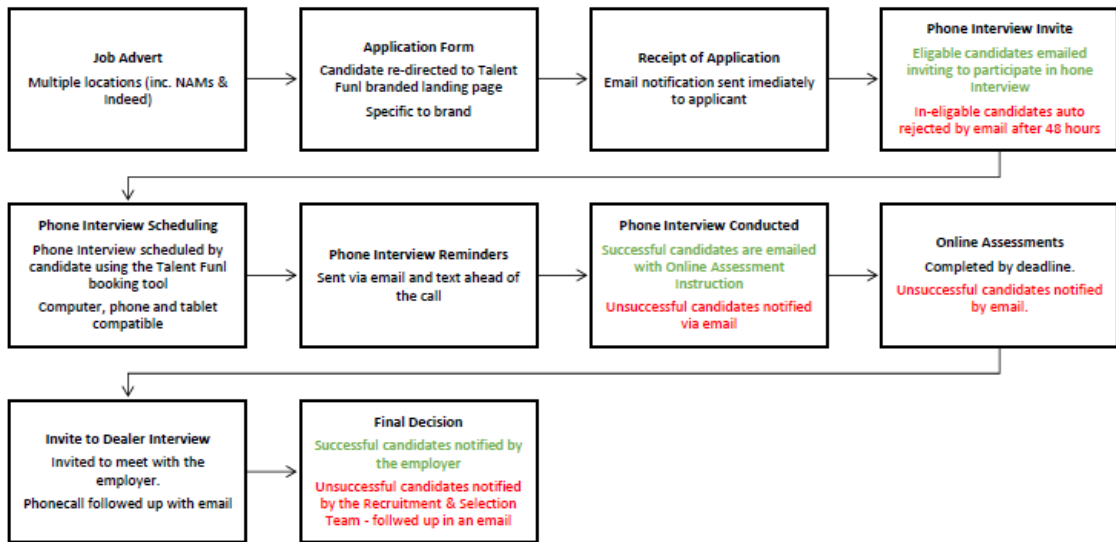 Job Advert
Multiple locations (inc. NAMs &
Indeed)
Application Form
Candidate re-directed to Talent
Funl branded landing page
Specific to brand
Receipt of Application
Email notification sent imediately
to applicant
Phone Interview Invite
Eligable candidates emailed
inviting to participate in hone
Interview
In-eligable candidates auto
rejected by email after 48 hours
Phone Interview Scheduling
Phone Interview scheduled by
candidate using the Talent Funl
booking tool
Computer, phone and tablet
compatible
Phone Interview Reminders
Sent via email and text ahead of
the call
Phone Interview Conducted
Successful candidates are emailed
with Online Assessment
Instruction
Unsuccessful candidates notified
via email
Online Assessments
Completed by deadline.
Unsuccessful candidates notified
by email.
Invite to Dealer Interview
Invited to meet with the
employer.
Phonecall followed up with email
Final Decision
Successful candidates notified by
the employer
Unsuccessful candidates notified
by the Recruitment & Selection
Team - follwed up in an email